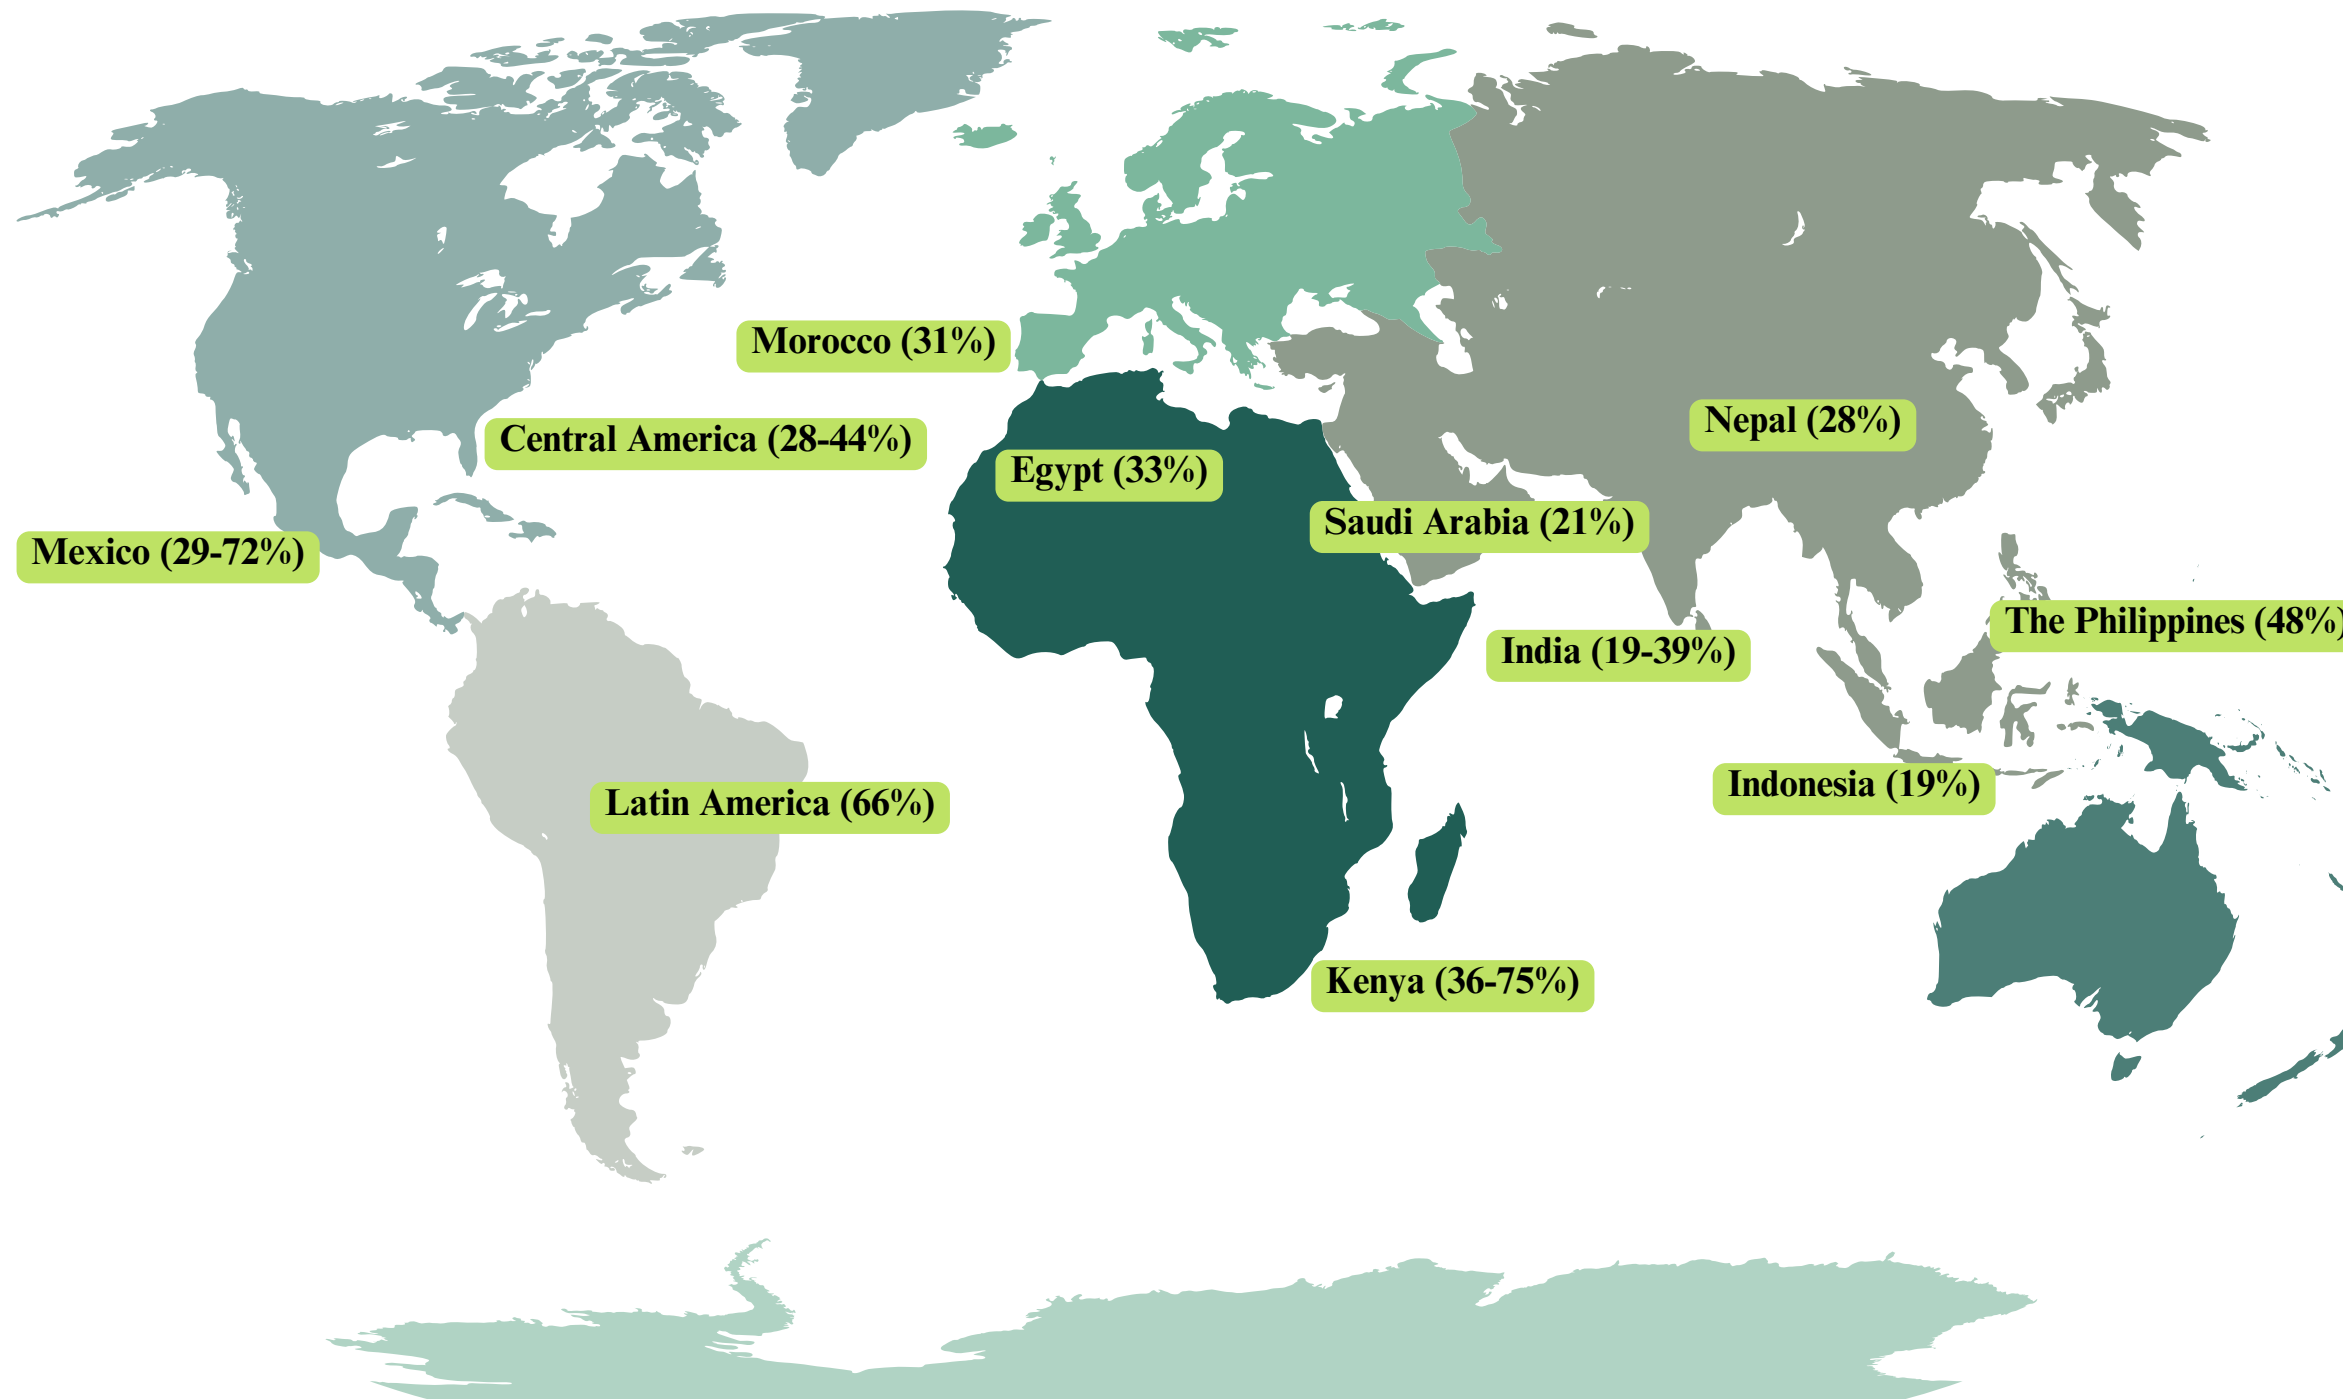 Morocco (31%)
Central America (28-44%)
Nepal (28%)
Egypt (33%)
Saudi Arabia (21%)
Mexico (29-72%)
The Philippines (48%)
India (19-39%)
Indonesia (19%)
Latin America (66%)
Kenya (36-75%)